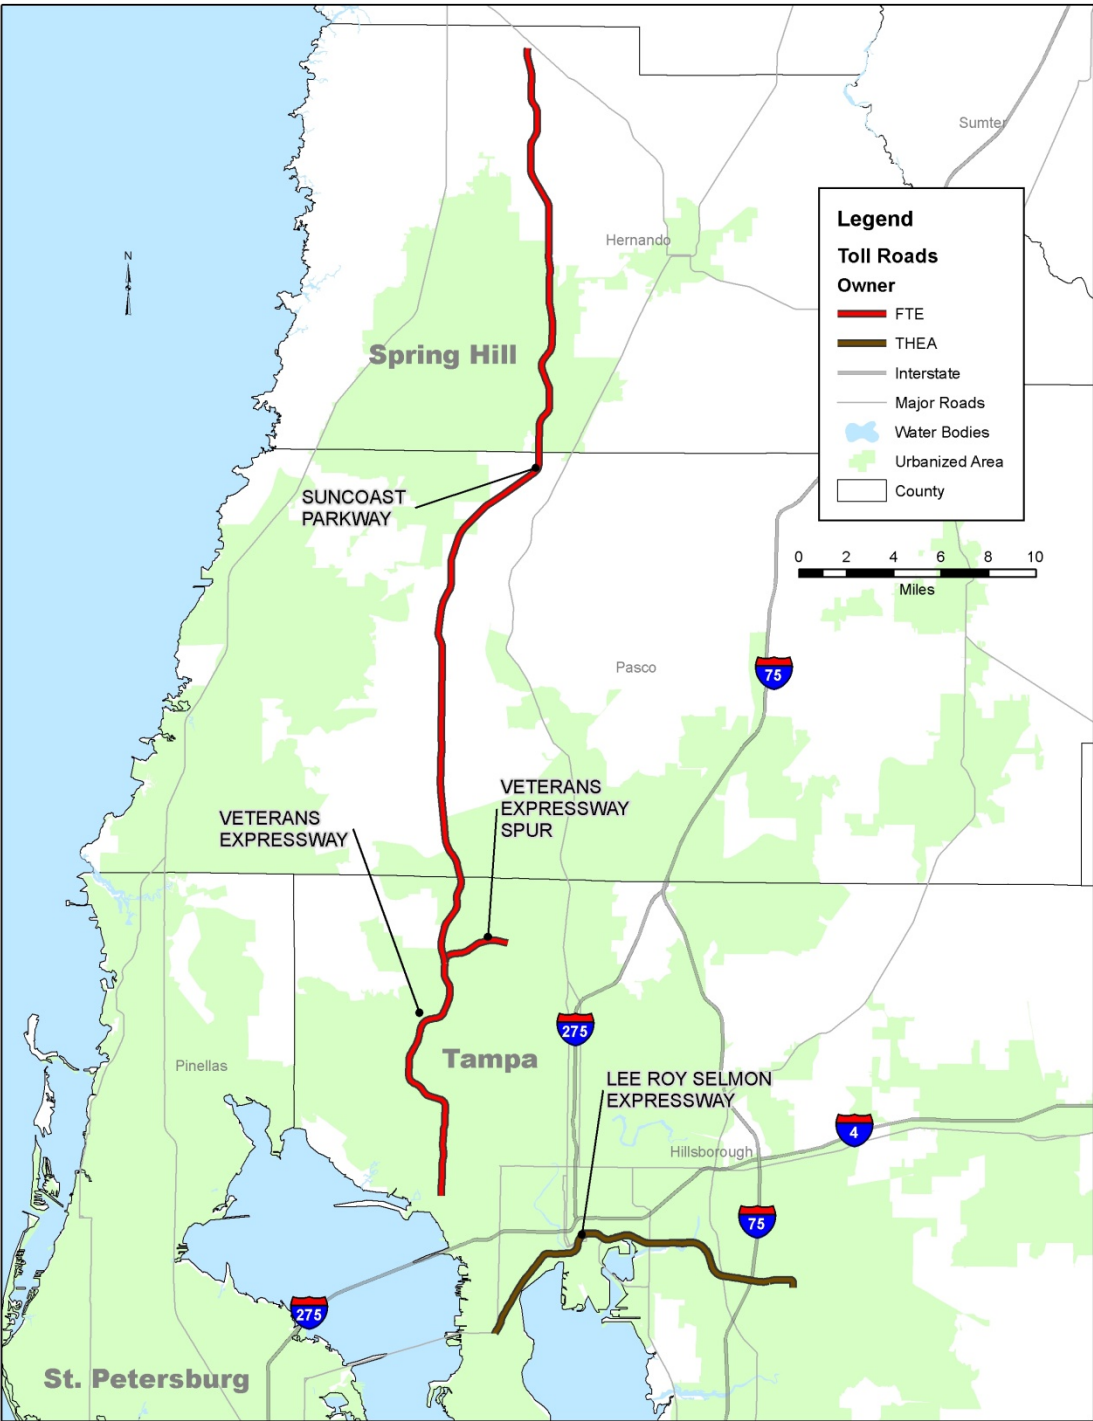 Sumter
N
Legend
Toll Roads
Owner
FTE
THEA
Interstate
Major Roads
Water Bodies
Urbanized Area
County
Hernando
Spring Hill
SUNCOAST
PARKWAY
0 2 4 6 8 10
Miles
Pasco
75
VETERANS
EXPRESSWAY
SPUR
VETERANS
EXPRESSWAY
275
Tampa
Pinellas
LEE ROY SELMON
EXPRESSWAY
4
Hillsborough
75
275
St. Petersburg